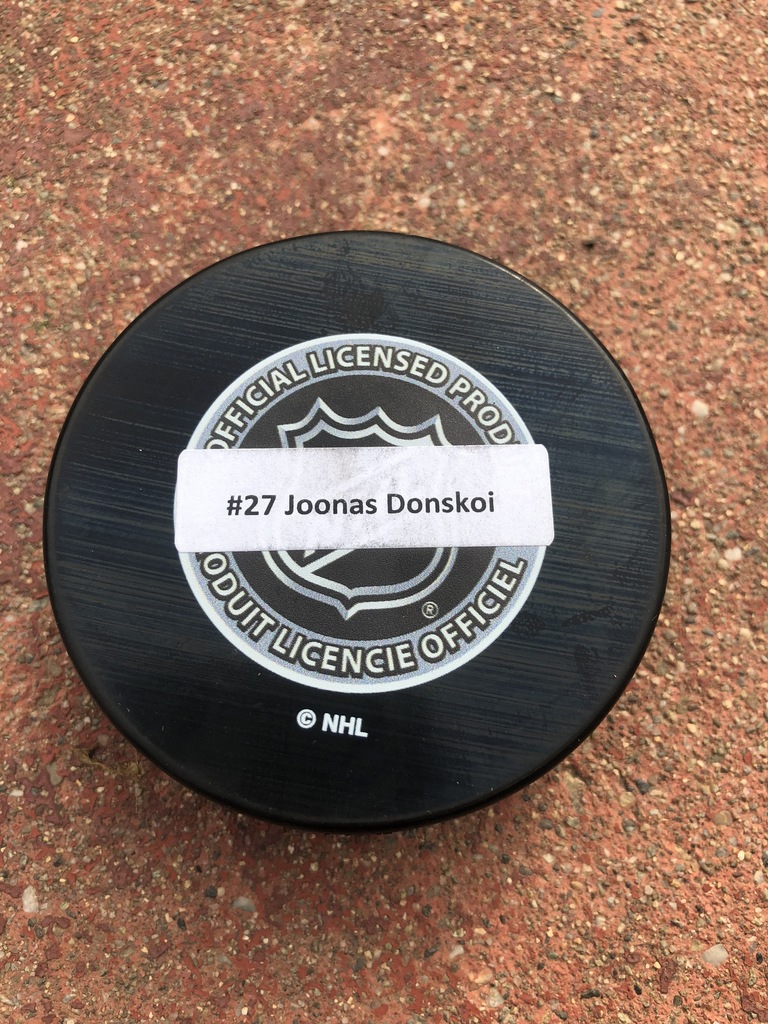 OFFICIAL LICENSED PROD
#27 Joonas Donskoi
ODUIT LICENCIE OFFICIEL
®
© NHL